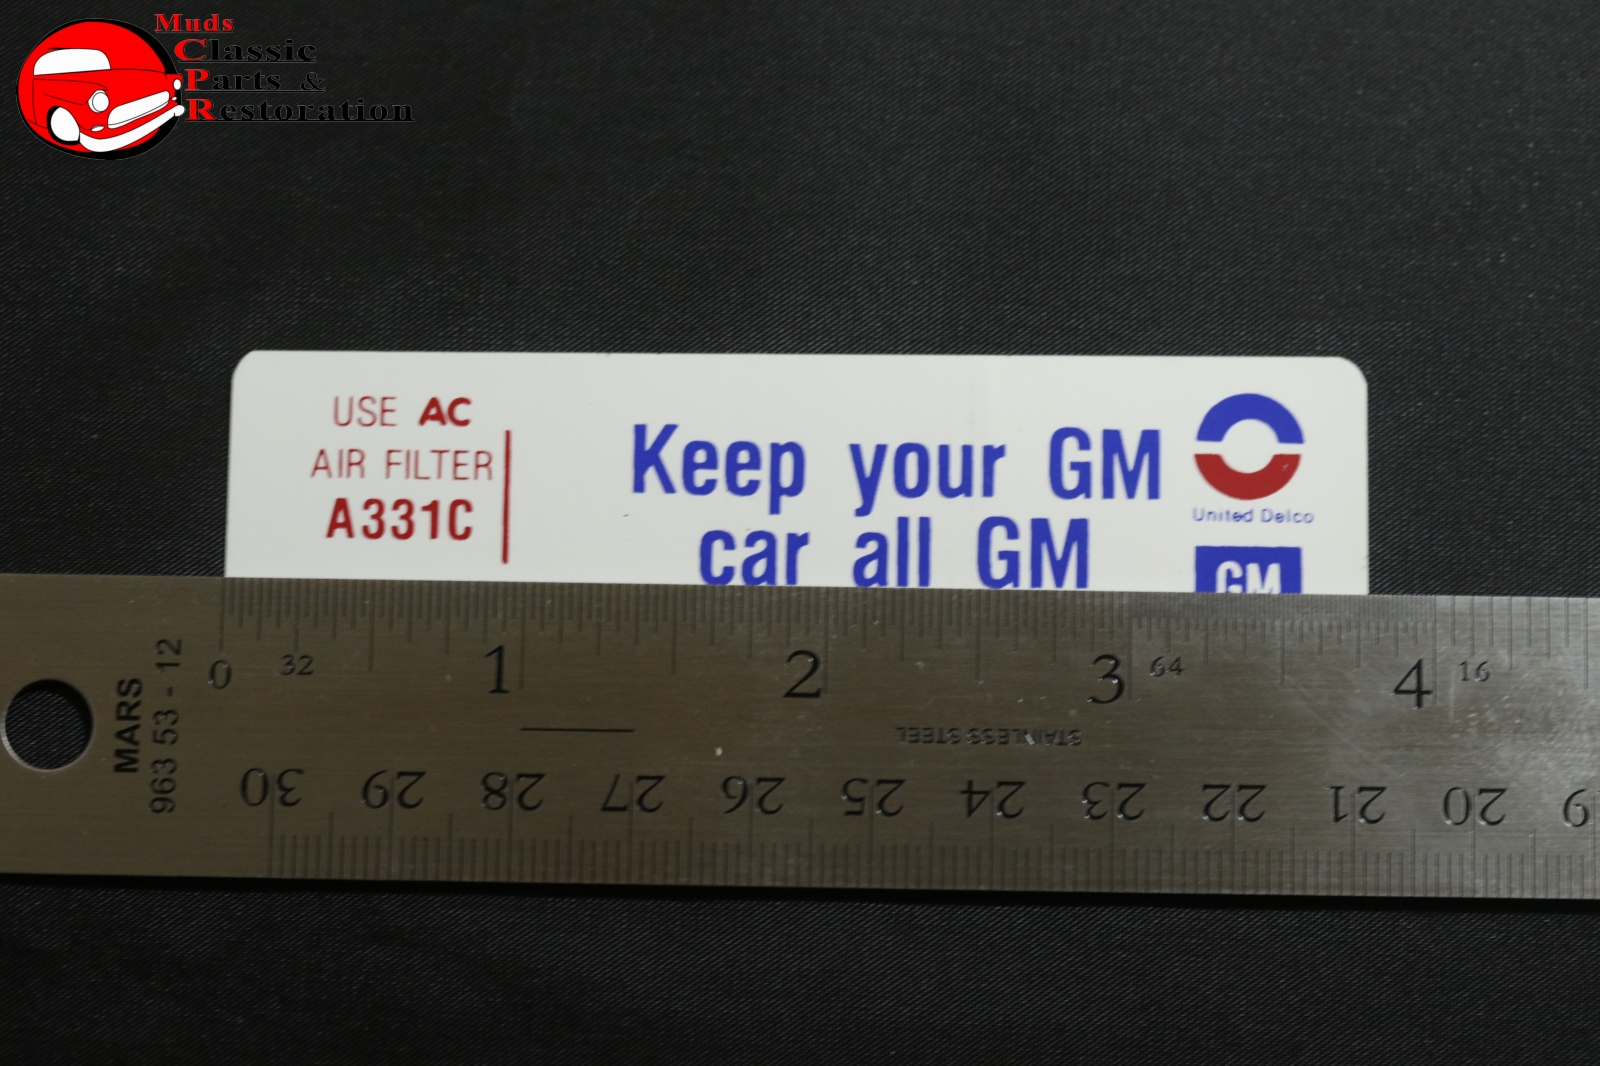 Muds
Classic
Parts &
Restoration
USE AC
AIR FILTER
A331C
Keep your GM
car all GM
United Delco
GM
0 32 1 2 3 64 4 16
MARS
963 53 - 12
STAINLESS STEEL
30 29 28 27 26 25 24 23 22 21 20 9